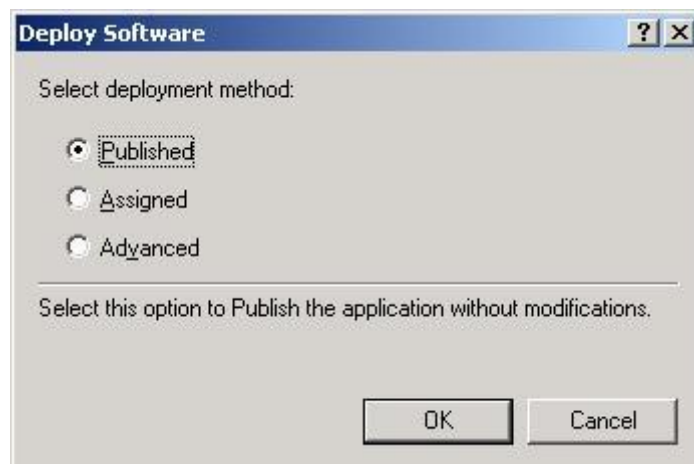 Deploy Software
Select deployment method:
Published
Assigned
Advanced
Select this option to Publish the application without modifications.
OK Cancel